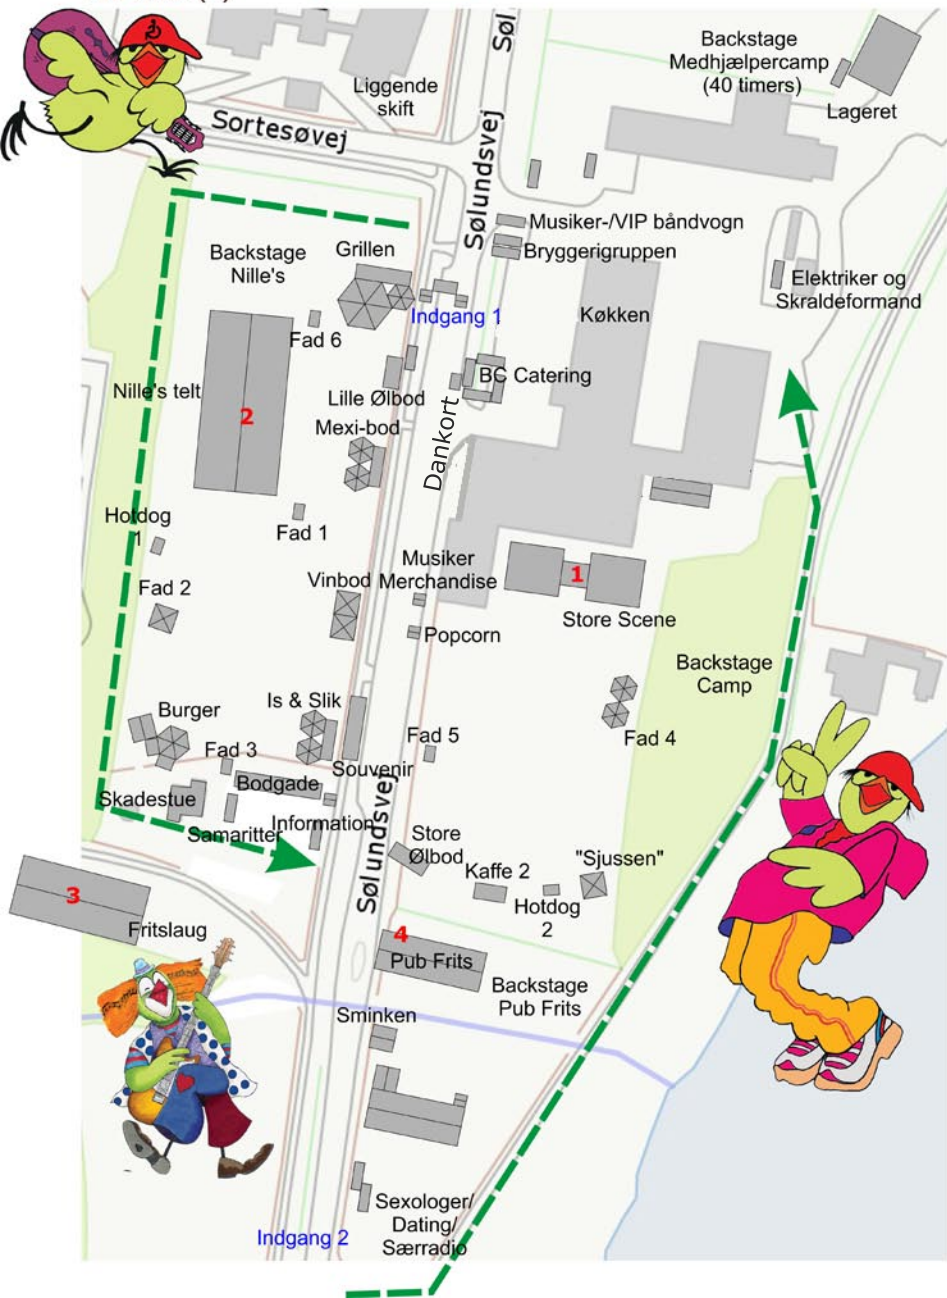 Søl
Backstage
Medhjælpercamp
(40 timers)
Liggende
skift
Lageret
Sortesøvej
Sølundsvej
Musiker-/VIP båndvogn
Bryggerigruppen
Backstage
Nille's
Grillen
Elektriker og
Skraldeformand
Indgang 1
Køkken
Fad 6
BC Catering
Nille's telt
2
Lille Ølbod
Mexi-bod
Dankort
Hotdog
1
Fad 1
Fad 2
Vinbod
Musiker
Merchandise
1
Store Scene
Popcorn
Backstage
Camp
Burger
Is & Slik
Fad 3
Fad 5
Fad 4
Souvenir
Bodgade
Skadestue
Samaritter
Information
Sølundsvej
Store
Ølbod
Kaffe 2
"Sjussen"
Hotdog
2
3
Fritslaug
4
Pub Frits
Backstage
Pub Frits
Sminken
Sexologer/
Dating/
Særradio
Indgang 2